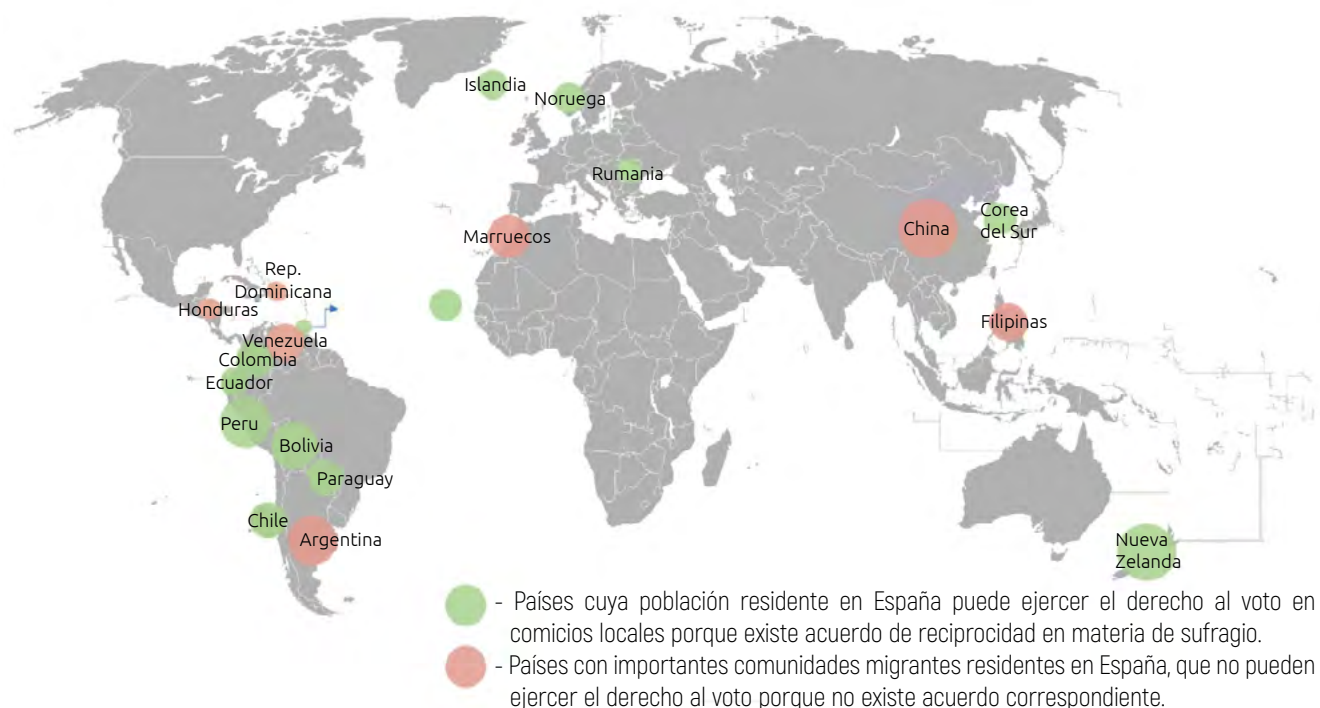 Islandia
Noruega
Rumania
Marruecos
China
Corea
del Sur
Rep.
Dominicana
Honduras
Venezuela
Colombia
Ecuador
Filipinas
Peru
Bolivia
Paraguay
Chile
Argentina
Nueva
Zelanda
- Países cuya población residente en España puede ejercer el derecho al voto en
comicios locales porque existe acuerdo de reciprocidad en materia de sufragio.
- Países con importantes comunidades migrantes residentes en España, que no pueden
ejercer el derecho al voto porque no existe acuerdo correspondiente.